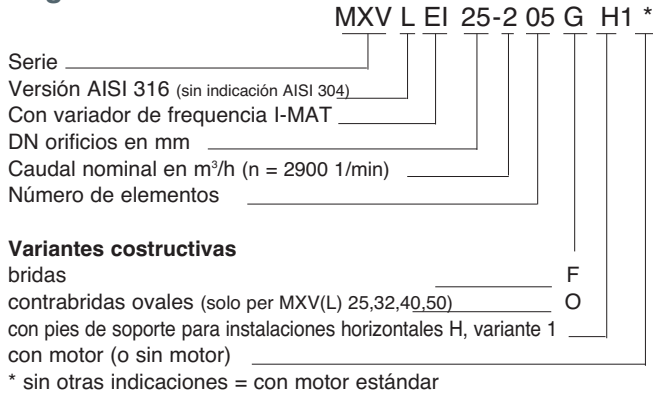 MXV L EI 25-2 05 G H1 *
Serie
Versión AISI 316 (sin indicación AISI 304)
Con variador de frequencia I-MAT
DN orificios en mm
Caudal nominal en m³/h (n = 2900 1/min)
Número de elementos
Variantes costructivas
bridas F
contrabridas ovales (solo per MXV(L) 25,32,40,50) O
con pies de soporte para instalaciones horizontales H, variante 1
con motor (o sin motor)
* sin otras indicaciones = con motor estándar